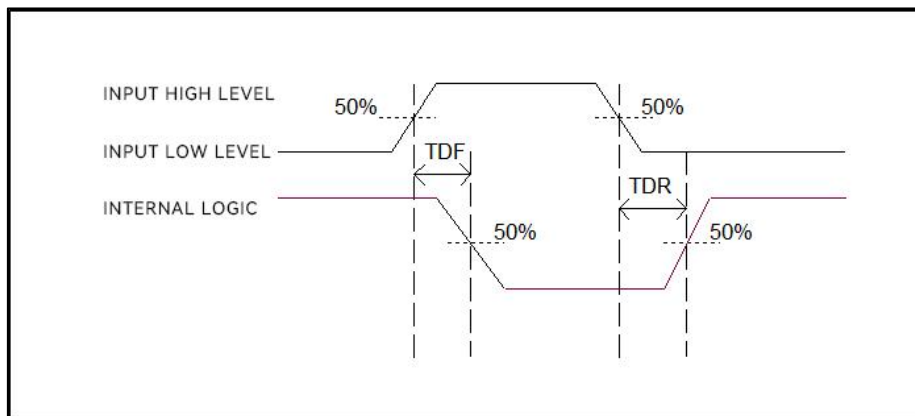 INPUT HIGH LEVEL
50%
50%
INPUT LOW LEVEL
TDF
TDR
INTERNAL LOGIC
50%
50%